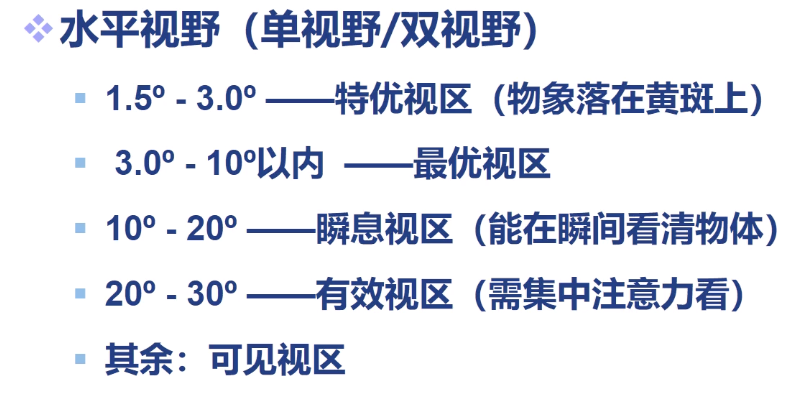 水平视野（单视野/双视野）
1.5º - 3.0º ——特优视区（物象落在黄斑上）
3.0º - 10º以内 ——最优视区
10º - 20º ——瞬息视区（能在瞬间看清物体）
20º - 30º ——有效视区（需集中注意力看）
其余：可见视区